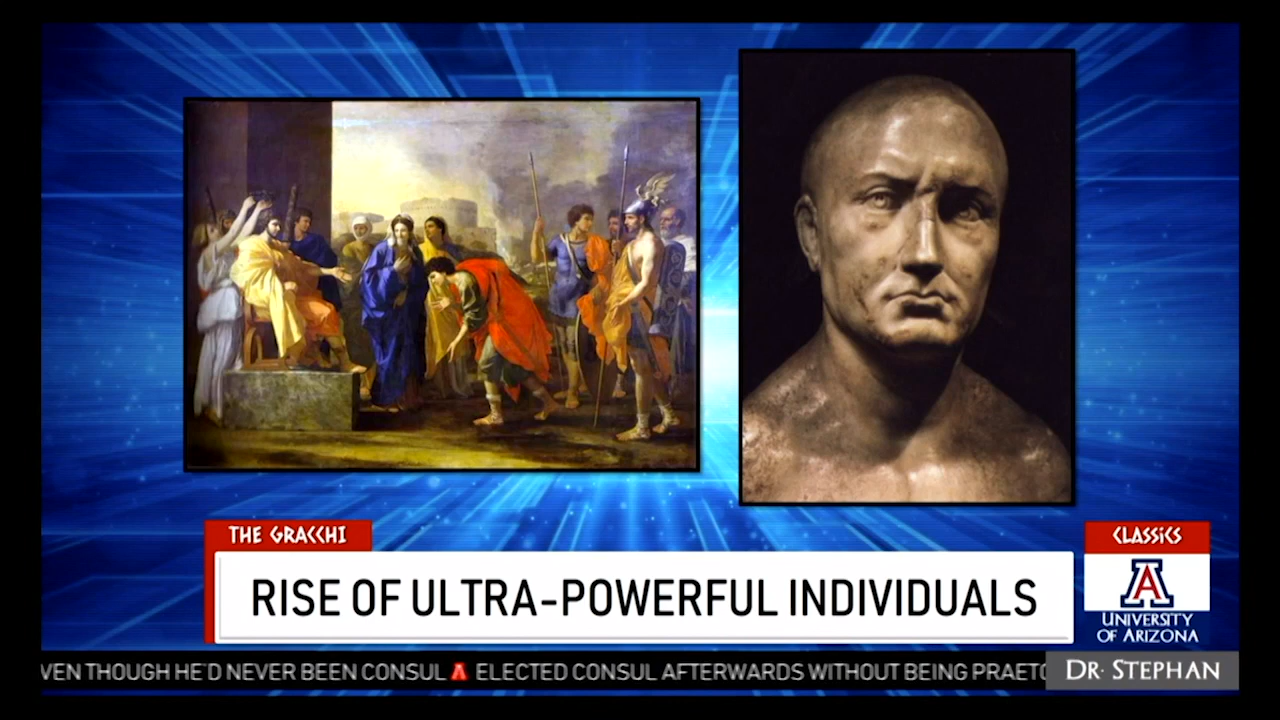 THE GRACCHI
RISE OF ULTRA-POWERFUL INDIVIDUALS
CLASSICS
A
UNIVERSITY
OF ARIZONA
VEN THOUGH HE'D NEVER BEEN CONSUL A ELECTED CONSUL AFTERWARDS WITHOUT BEING PRAETO
DR. STEPHAN